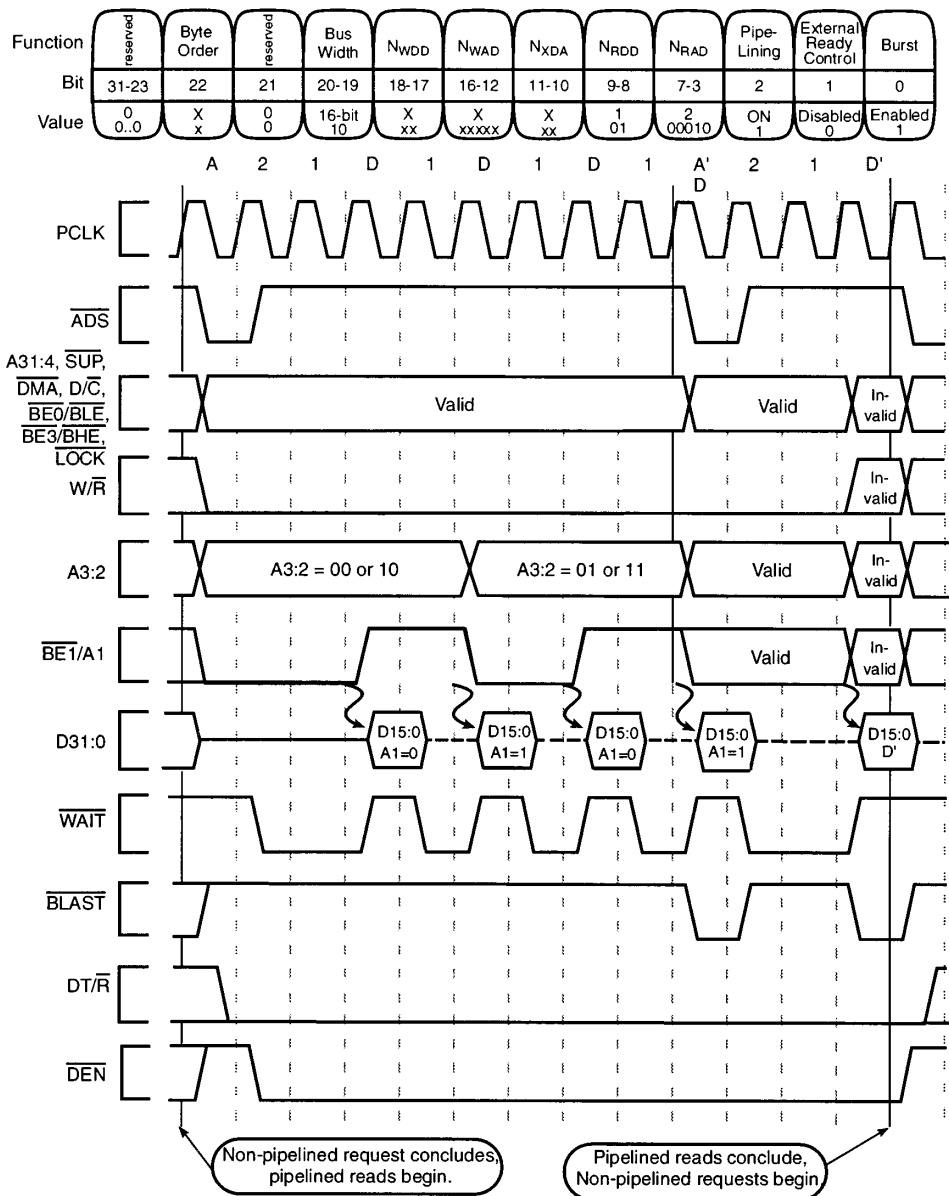 Function reserved Byte Order reserved Bus Width NWDD NWAD NXDA NRDD NRAD Pipe-Lining External Ready Control Burst
Bit 31-23 22 21 20-19 18-17 16-12 11-10 9-8 7-3 2 1 0
Value 0 X 0 16-bit X X X 1 2 ON Disabled Enabled
0..0 x 0 10 xx xxxxx xx 01 00010 1 0 1
A 2 1 D 1 D 1 D 1 A' 2 1 D'
D
PCLK
ADS
A31:4, SUP,
DMA, D/C,
BE0/BLE,
BE3/BHE,
LOCK
Valid Valid In-valid
W/R
In-valid
A3:2
A3:2 = 00 or 10 A3:2 = 01 or 11 Valid In-valid
BE1/A1
Valid In-valid
D31:0
D15:0 D15:0 D15:0 D15:0 D15:0
A1=0 A1=1 A1=0 A1=1 D'
WAIT
BLAST
DT/R
DEN
Non-pipelined request concludes,
pipelined reads begin.
Pipelined reads conclude,
Non-pipelined requests begin.